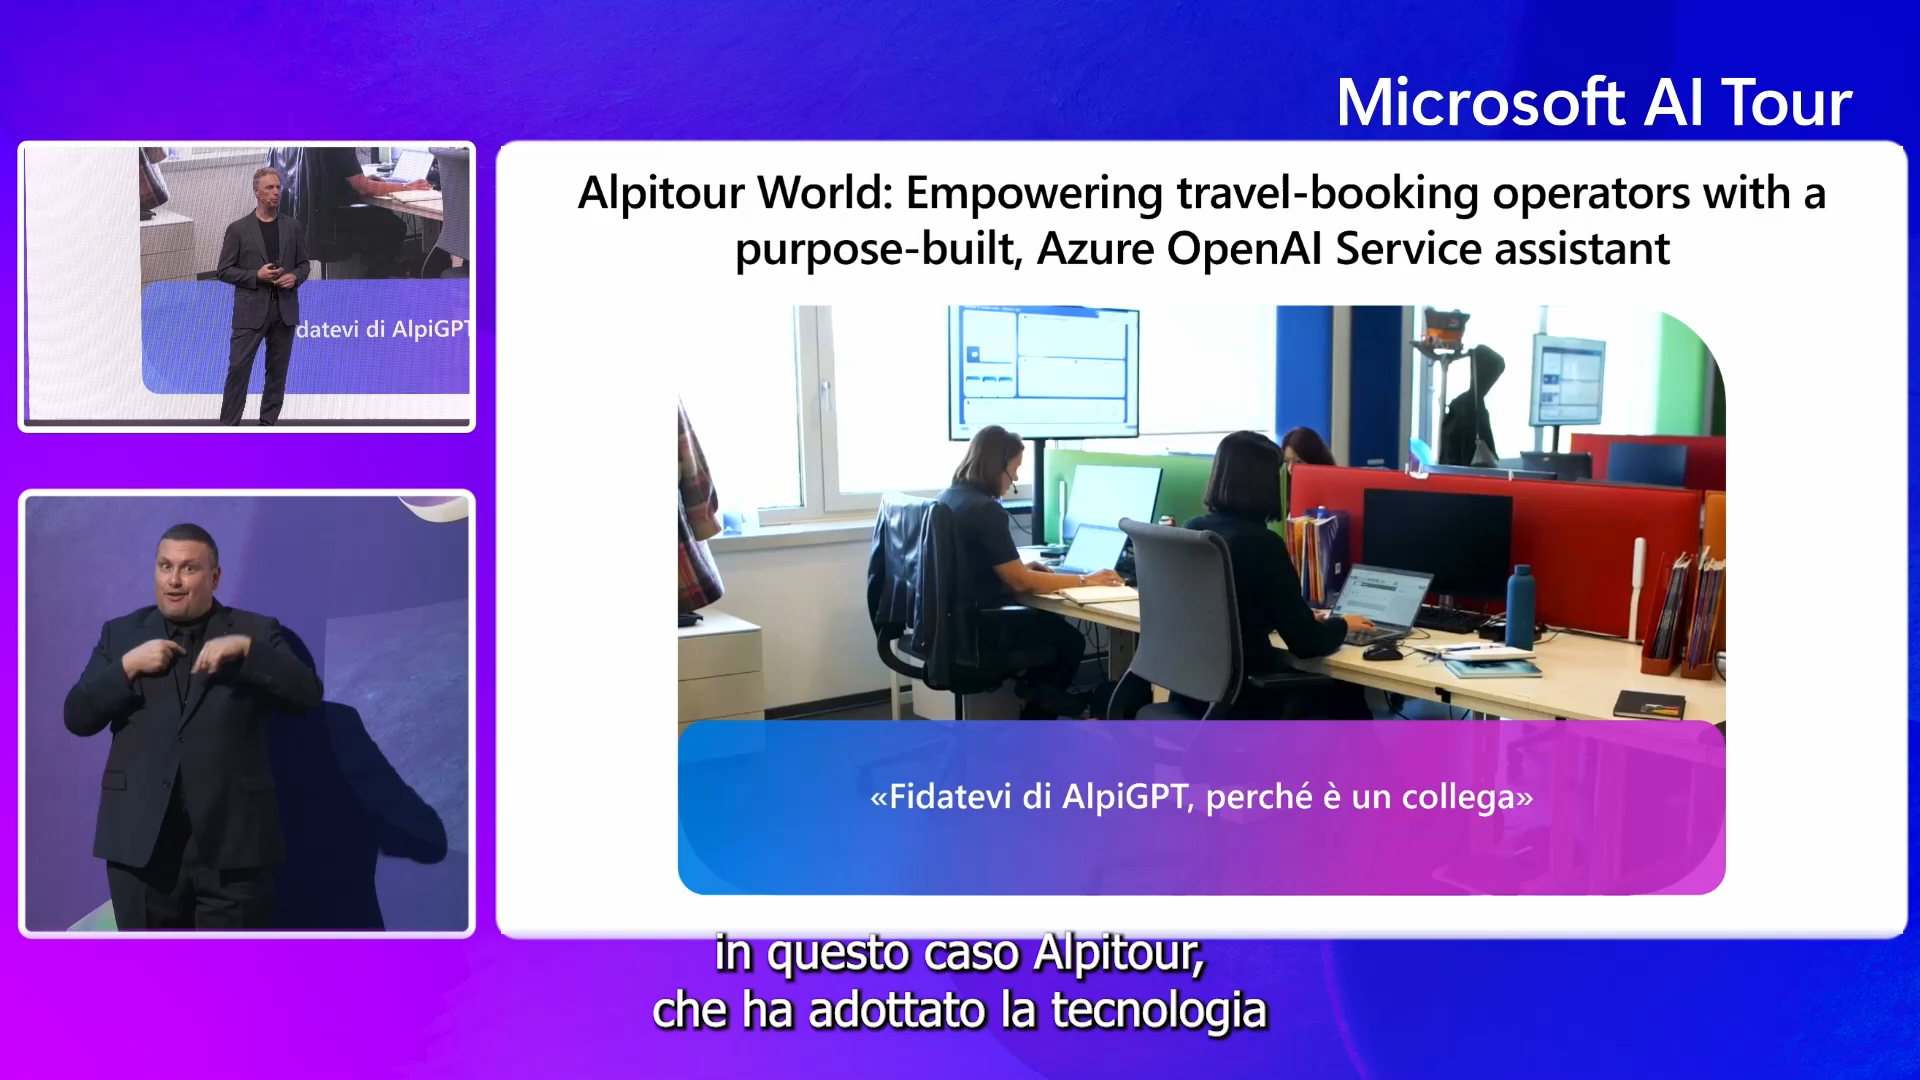 Microsoft AI Tour
Alpitour World: Empowering travel-booking operators with a
purpose-built, Azure OpenAI Service assistant
datevi di AlpiGPT
«Fidatevi di AlpiGPT, perché è un collega»
in questo caso Alpitour,
che ha adottato la tecnologia